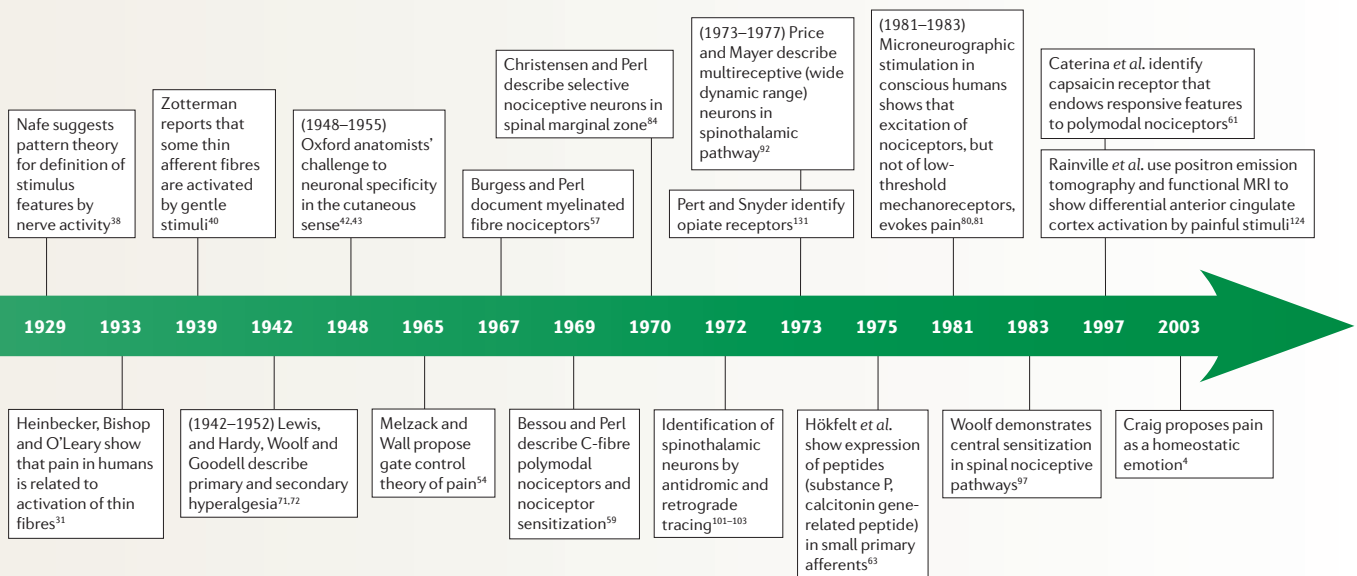 Nafe suggests
pattern theory
for definition of
stimulus
features by
nerve activity38
Zotterman
reports that
some thin
afferent fibres
are activated
by gentle
stimuli40
(1948–1955)
Oxford anatomists’
challenge to
neuronal specificity
in the cutaneous
sense42,43
Burgess and Perl
document myelinated
fibre nociceptors57
Christensen and Perl
describe selective
nociceptive neurons in
spinal marginal zone84
(1973–1977) Price
and Mayer describe
multireceptive (wide
dynamic range)
neurons in
spinothalamic
pathway92
Pert and Snyder identify
opiate receptors131
(1981–1983)
Microneurographic
stimulation in
conscious humans
shows that
excitation of
nociceptors, but
not of low-
threshold
mechanoreceptors,
evokes pain80,81
Caterina et al. identify
capsaicin receptor that
endows responsive features
to polymodal nociceptors61
Rainville et al. use positron emission
tomography and functional MRI to
show differential anterior cingulate
cortex activation by painful stimuli124
1929 1933 1939 1942 1948 1965 1967 1969 1970 1972 1973 1975 1981 1983 1997 2003
Heinbecker, Bishop
and O’Leary show
that pain in humans
is related to
activation of thin
fibres31
(1942–1952) Lewis,
and Hardy, Woolf and
Goodell describe
primary and secondary
hyperalgesia71,72
Melzack and
Wall propose
gate control
theory of pain54
Bessou and Perl
describe C-fibre
polymodal
nociceptors and
nociceptor
sensitization59
Identification of
spinothalamic
neurons by
antidromic and
retrograde
tracing101–103
Hökfelt et al.
show expression
of peptides
(substance P,
calcitonin gene-
related peptide)
in small primary
afferents63
Woolf demonstrates
central sensitization
in spinal nociceptive
pathways97
Craig proposes pain
as a homeostatic
emotion4